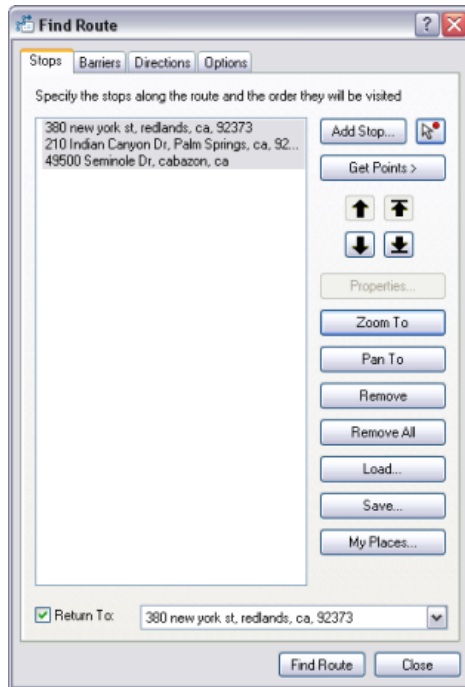 Find Route
Stops Barriers Directions Options
Specify the stops along the route and the order they will be visited
380 new york st, redlands, ca, 92373
210 Indian Canyon Dr, Palm Springs, ca, 92...
49500 Seminole Dr, cabazon, ca
Add Stop...
Get Points >
Properties...
Zoom To
Pan To
Remove
Remove All
Load...
Save...
My Places...
Return To: 380 new york st, redlands, ca, 92373
Find Route Close